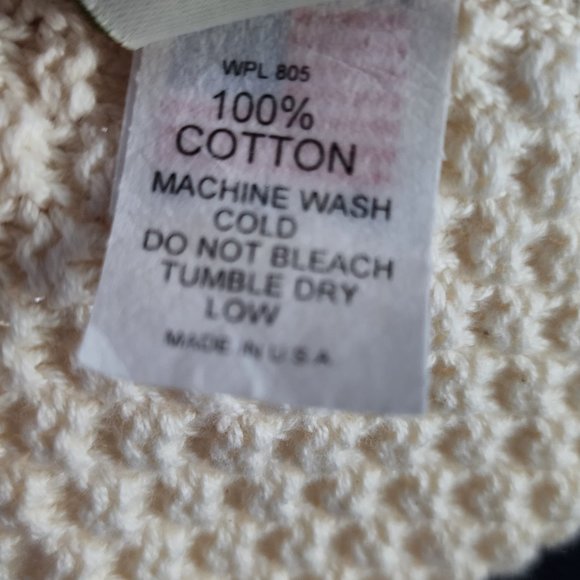 WPL 805
100%
COTTON
MACHINE WASH
COLD
DO NOT BLEACH
TUMBLE DRY
LOW
MADE IN U.S.A